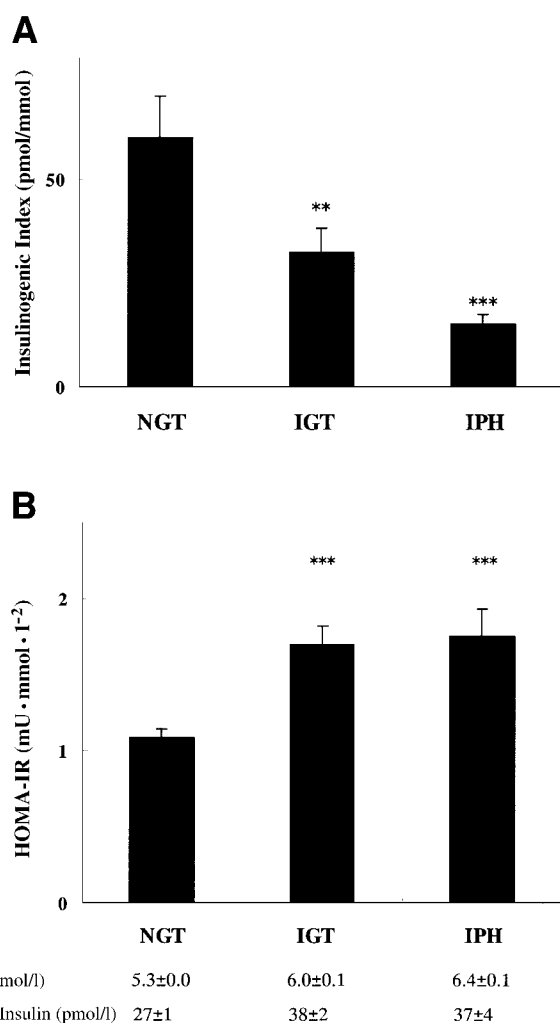 A
Insulinogenic Index (pmol/mmol)
50
**
***
0
NGT IGT IPH
B
HOMA-IR (mU • mmol • l⁻²)
*** ***
2
1
0
NGT IGT IPH
mol/l) 5.3±0.0 6.0±0.1 6.4±0.1
Insulin (pmol/l) 27±1 38±2 37±4